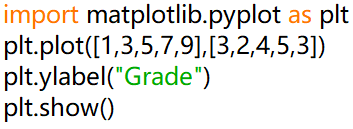 import matplotlib.pyplot as plt
plt.plot([1,3,5,7,9],[3,2,4,5,3])
plt.ylabel("Grade")
plt.show()